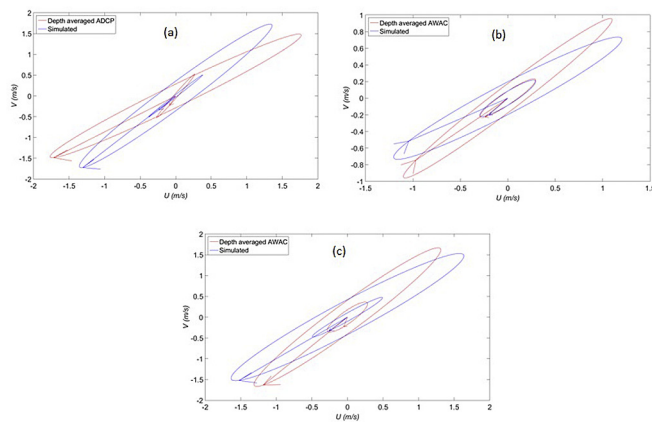 Depth averaged ADCP
Simulated
(a)
V (m/s)
2
1.5
1
0.5
0
-0.5
-1
-1.5
-2
-2 -1.5 -1 -0.5 0 0.5 1 1.5 2
U (m/s)
Depth averaged AWAC
Simulated
(b)
V (m/s)
1
0.8
0.6
0.4
0.2
0
-0.2
-0.4
-0.6
-0.8
-1
-1.5 -1 -0.5 0 0.5 1 1.5
U (m/s)
Depth averaged AWAC
Simulated
(c)
V (m/s)
2
1.5
1
0.5
0
-0.5
-1
-1.5
-2
-2 -1.5 -1 -0.5 0 0.5 1 1.5 2
U (m/s)